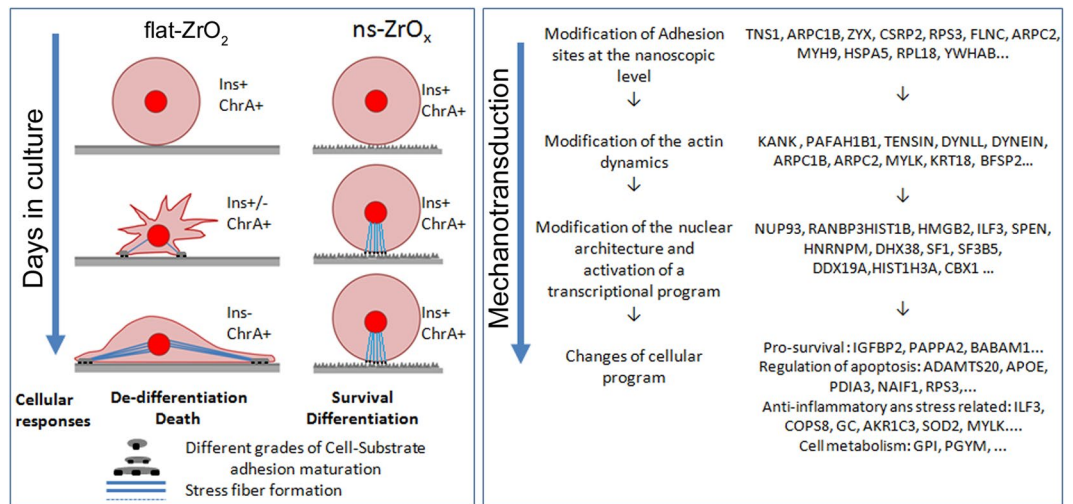 flat-ZrO2
ns-ZrOx
Days in culture
Ins+
ChrA+
Ins+
ChrA+
Ins+/-
ChrA+
Ins+
ChrA+
Ins-
ChrA+
Ins+
ChrA+
Cellular
responses
De-differentiation
Death
Survival
Differentiation
Different grades of Cell-Substrate
adhesion maturation
Stress fiber formation
Mechanotransduction
Modification of Adhesion
sites at the nanoscopic
level
↓
Modification of the actin
dynamics
↓
Modification of the nuclear
architecture and
activation of a
transcriptional program
↓
Changes of cellular
program
TNS1, ARPC1B, ZYX, CSRP2, RPS3, FLNC, ARPC2,
MYH9, HSPA5, RPL18, YWHAB...
↓
KANK, PAFAH1B1, TENSIN, DYNLL, DYNEIN,
ARPC1B, ARPC2, MYLK, KRT18, BFSP2...
↓
NUP93, RANBP3HIST1B, HMGB2, ILF3, SPEN,
HNRNPM, DHX38, SF1, SF3B5,
DDX19A,HIST1H3A, CBX1 ...
↓
Pro-survival : IGFBP2, PAPPA2, BABAM1...
Regulation of apoptosis: ADAMTS20, APOE,
PDIA3, NAIF1, RPS3,...
Anti-inflammatory ans stress related: ILF3,
COPS8, GC, AKR1C3, SOD2, MYLK....
Cell metabolism: GPI, PGYM, ...